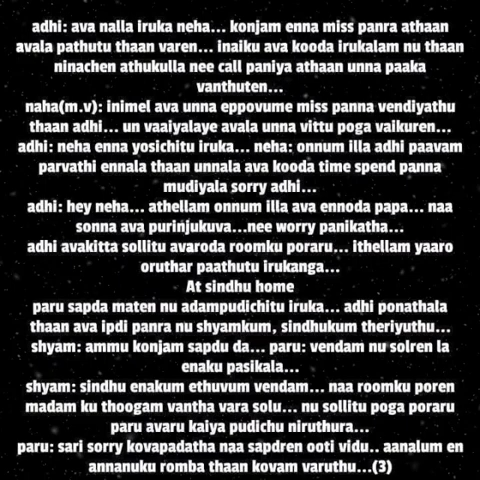 adhi: ava nalla iruka neha... konjam enna miss panra athaan
avala pathutu thaan varen... inaiku ava kooda irukalam nu thaan
ninachen athukulla nee call paniya athaan unna paaka
vanthuten...
naha(m.v): inimel ava unna eppovume miss panna vendiyathu
thaan adhi... un vaaiyalaye avala unna vittu poga vaikuren...
adhi: neha enna yosichitu iruka... neha: onnum illa adhi paavam
parvathi ennala thaan unnala ava kooda time spend panna
mudiyala sorry adhi...
adhi: hey neha... athellam onnum illa ava ennoda papa... naa
sonna ava purinjukuva...nee worry panikatha...
adhi avakitta sollitu avaroda roomku poraru... ithellam yaaro
oruthar paathutu irukanga...
At sindhu home
paru sapda maten nu adampudichitu iruka... adhi ponathala
thaan ava ipdi panra nu shyamkum, sindhukum theriyuthu...
shyam: ammu konjam sapdu da... paru: vendam nu solren la
enaku pasikala...
shyam: sindhu enakum ethuvum vendam... naa roomku poren
madam ku thoogam vantha vara solu... nu sollitu poga poraru
paru avaru kaiya pudichu niruthura...
paru: sari sorry kovapadatha naa sapdren ooti vidu.. aanalum en
annanuku romba thaan kovam varuthu...(3)